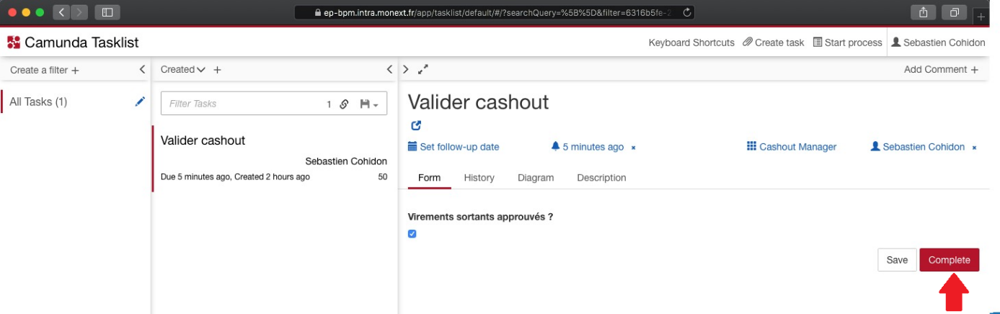 ep-bpm.intra.monext.fr/app/tasklist/default/#/?searchQuery=%5B%5D&filter=6316b5fe-2
Camunda Tasklist
Keyboard Shortcuts Create task Start process Sebastien Cohidon
Create a filter +
Created +
Add Comment +
All Tasks (1)
Filter Tasks 1
Valider cashout
Sebastien Cohidon
Due 5 minutes ago, Created 2 hours ago 50
Valider cashout
Set follow-up date 5 minutes ago × Cashout Manager Sebastien Cohidon ×
Form History Diagram Description
Virements sortants approuvés ?
Save Complete